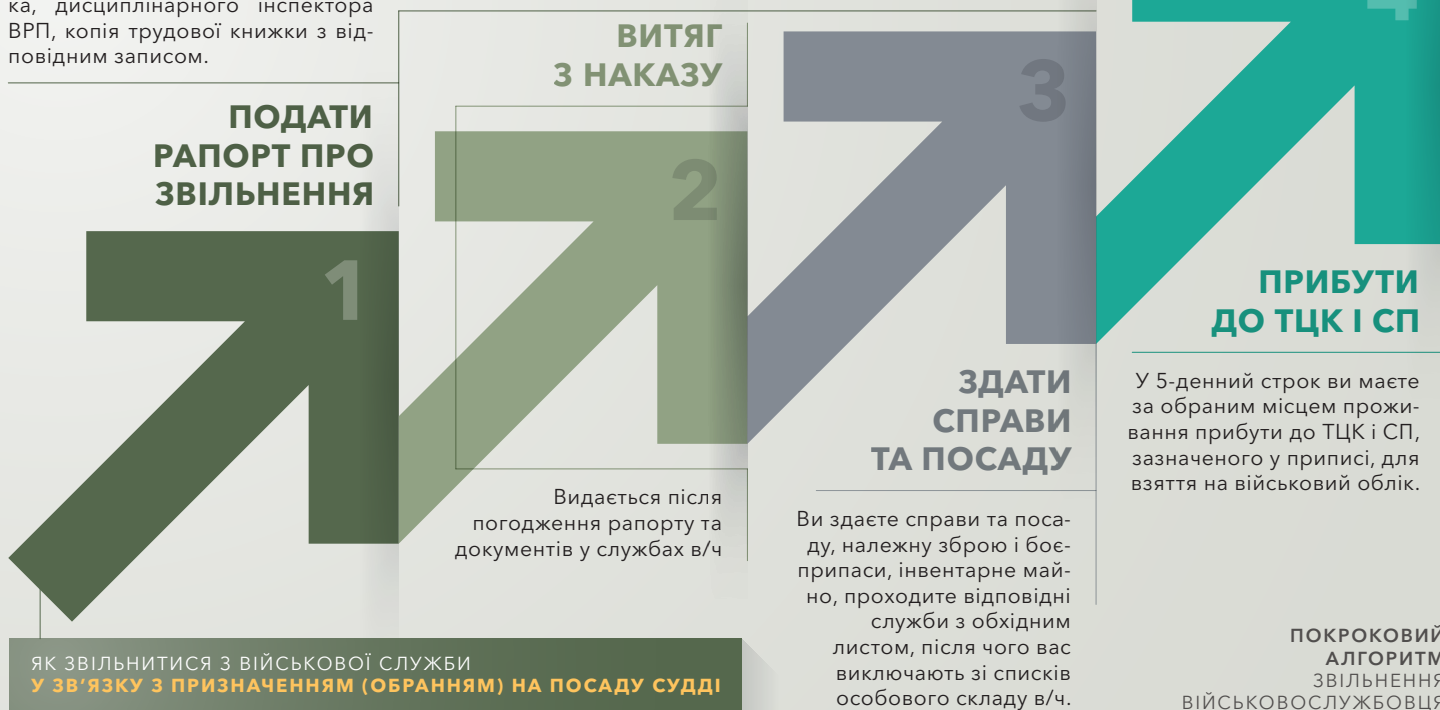 ка, дисциплінарного інспектора
ВРП, копія трудової книжки з від-
повідним записом.
ПОДАТИ
РАПОРТ ПРО
ЗВІЛЬНЕННЯ
1
ВИТЯГ
З НАКАЗУ
2
Видається після
погодження рапорту та
документів у службах в/ч
3
ЗДАТИ
СПРАВИ
ТА ПОСАДУ
Ви здаєте справи та поса-
ду, належну зброю і боє-
припаси, інвентарне май-
но, проходите відповідні
служби з обхідним
листом, після чого вас
виключають зі списків
особового складу в/ч.
4
ПРИБУТИ
ДО ТЦК І СП
У 5-денний строк ви маєте
за обраним місцем прожи-
вання прибути до ТЦК і СП,
зазначеного у приписі, для
взяття на військовий облік.
ЯК ЗВІЛЬНИТИСЯ З ВІЙСЬКОВОЇ СЛУЖБИ
У ЗВ’ЯЗКУ З ПРИЗНАЧЕННЯМ (ОБРАННЯМ) НА ПОСАДУ СУДДІ
ПОКРОКОВИЙ
АЛГОРИТМ
ЗВІЛЬНЕННЯ
ВІЙСЬКОВОСЛУЖБОВЦЯ